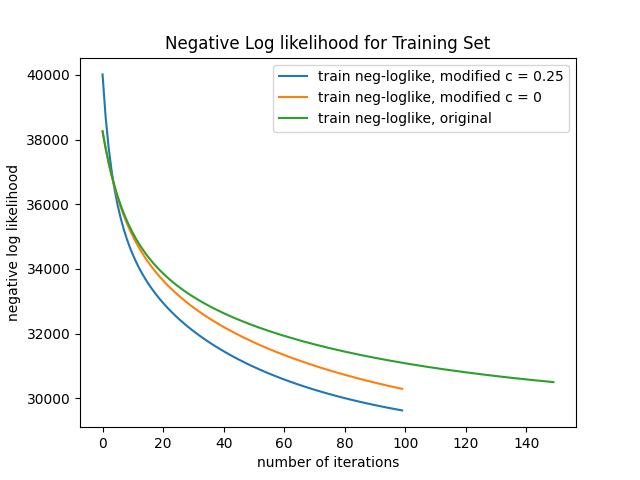 Negative Log likelihood for Training Set
train neg-loglike, modified c = 0.25
train neg-loglike, modified c = 0
train neg-loglike, original
negative log likelihood
40000
38000
36000
34000
32000
30000
0 20 40 60 80 100 120 140
number of iterations